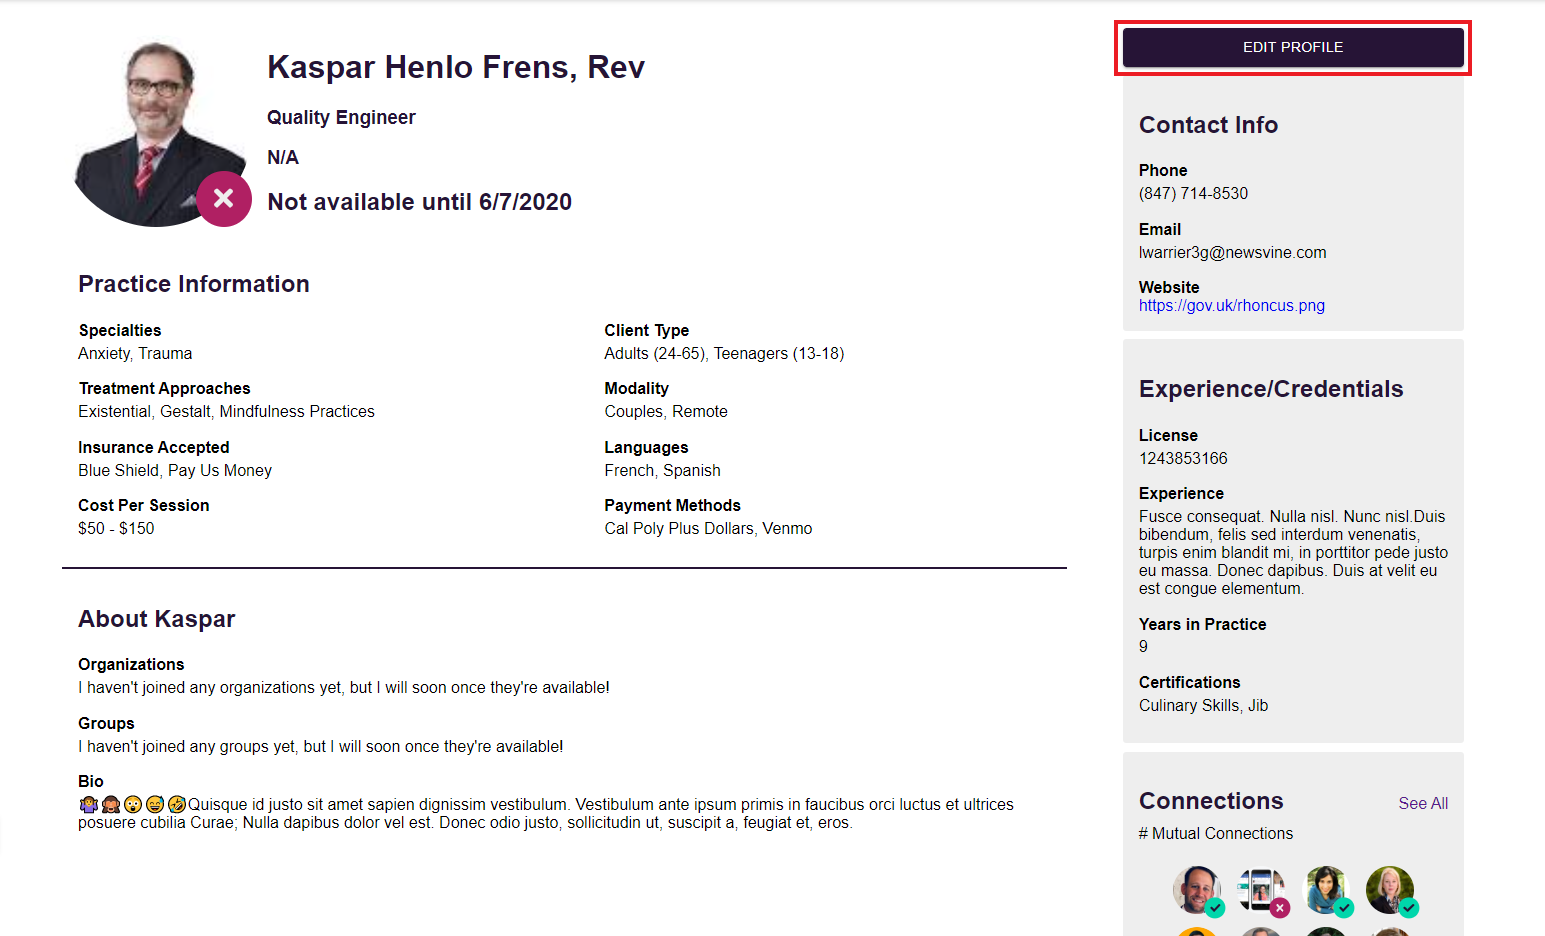 Kaspar Henlo Frens, Rev
Quality Engineer
N/A
Not available until 6/7/2020
Practice Information
Specialties
Anxiety, Trauma
Client Type
Adults (24-65), Teenagers (13-18)
Treatment Approaches
Existential, Gestalt, Mindfulness Practices
Modality
Couples, Remote
Insurance Accepted
Blue Shield, Pay Us Money
Languages
French, Spanish
Cost Per Session
$50 - $150
Payment Methods
Cal Poly Plus Dollars, Venmo
About Kaspar
Organizations
I haven't joined any organizations yet, but I will soon once they're available!
Groups
I haven't joined any groups yet, but I will soon once they're available!
Bio
🤷‍♀️🙈😮😅🤣Quisque id justo sit amet sapien dignissim vestibulum. Vestibulum ante ipsum primis in faucibus orci luctus et ultrices
posuere cubilia Curae; Nulla dapibus dolor vel est. Donec odio justo, sollicitudin ut, suscipit a, feugiat et, eros.
EDIT PROFILE
Contact Info
Phone
(847) 714-8530
Email
lwarrier3g@newsvine.com
Website
https://gov.uk/rhoncus.png
Experience/Credentials
License
1243853166
Experience
Fusce consequat. Nulla nisl. Nunc nisl.Duis
bibendum, felis sed interdum venenatis,
turpis enim blandit mi, in porttitor pede justo
eu massa. Donec dapibus. Duis at velit eu
est congue elementum.
Years in Practice
9
Certifications
Culinary Skills, Jib
Connections
See All
# Mutual Connections